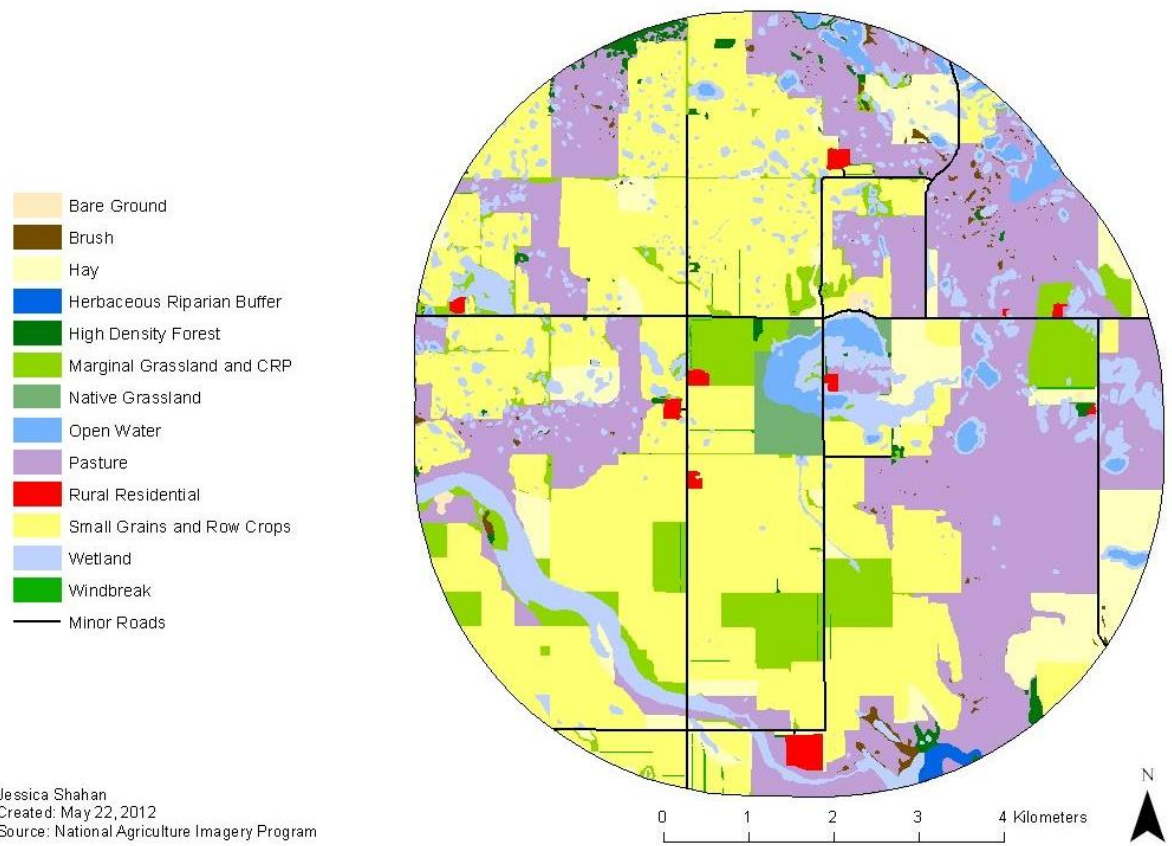 Bare Ground
Brush
Hay
Herbaceous Riparian Buffer
High Density Forest
Marginal Grassland and CRP
Native Grassland
Open Water
Pasture
Rural Residential
Small Grains and Row Crops
Wetland
Windbreak
Minor Roads
Jessica Shahan
Created: May 22, 2012
Source: National Agriculture Imagery Program
0 1 2 3 4 Kilometers
N